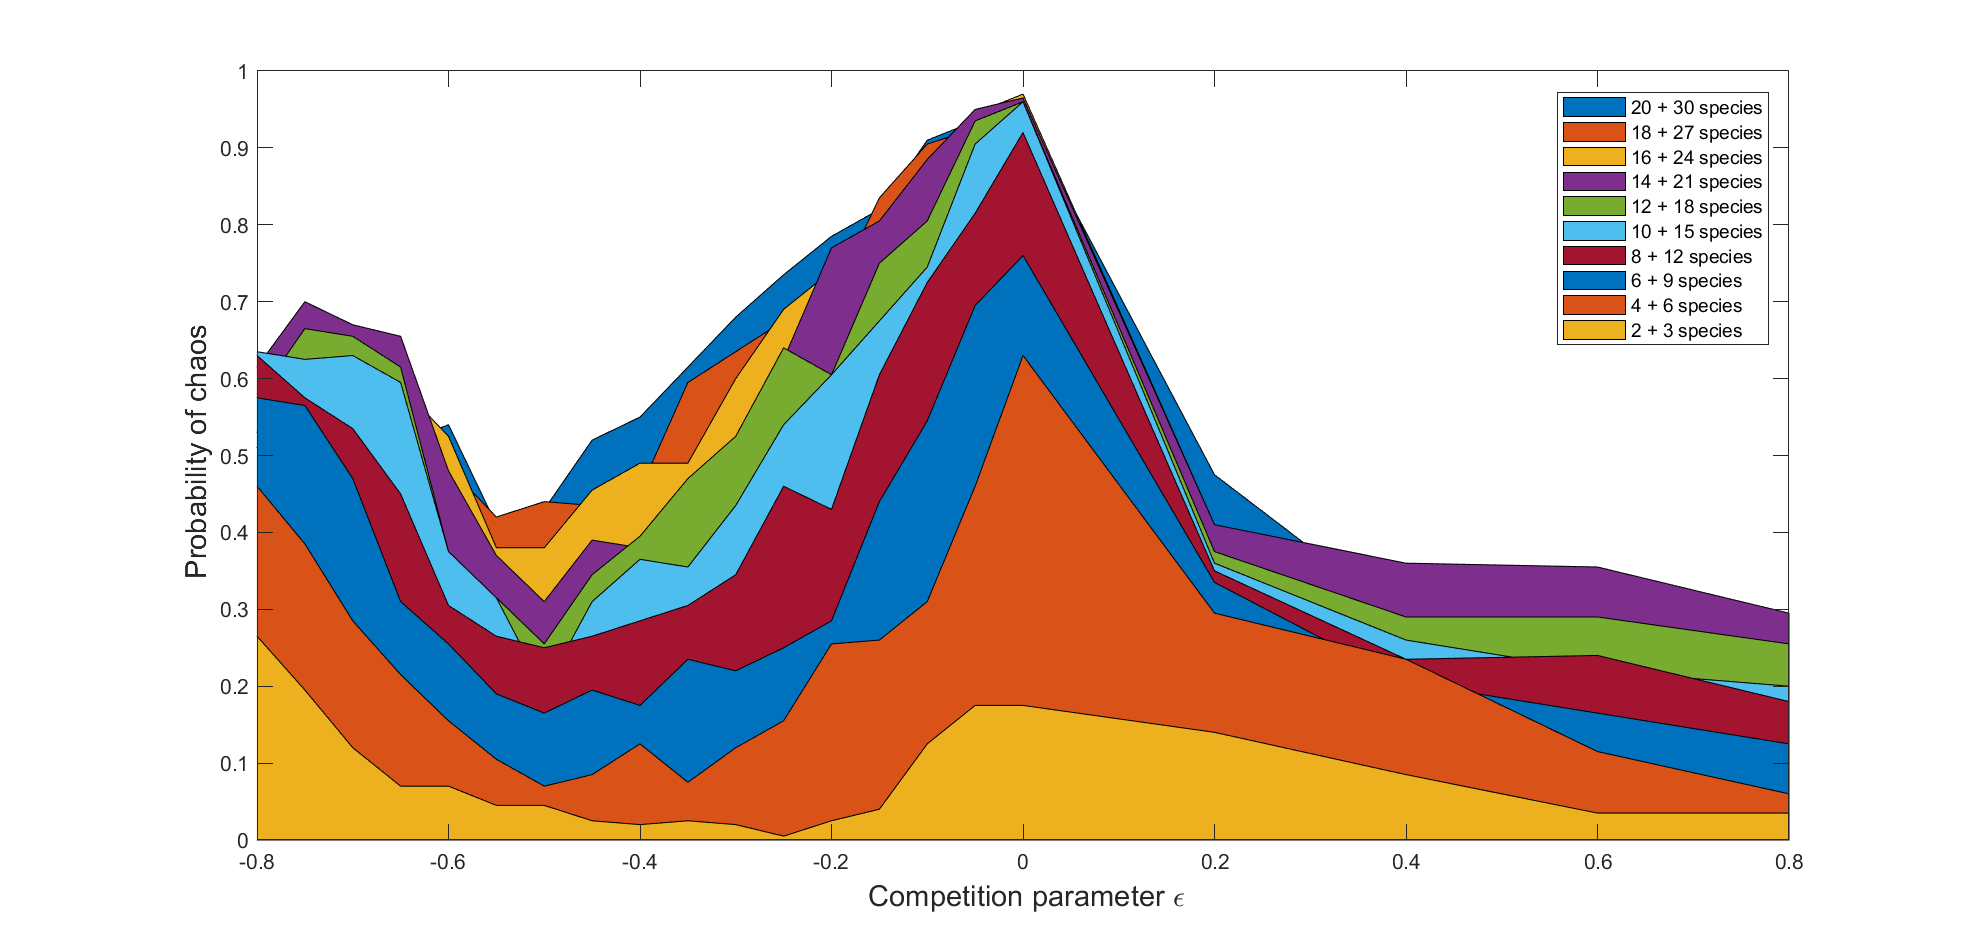 1
0.9
0.8
0.7
0.6
0.5
0.4
0.3
0.2
0.1
0
Probability of chaos
-0.8
-0.6
-0.4
-0.2
0
0.2
0.4
0.6
0.8
Competition parameter ϵ
20 + 30 species
18 + 27 species
16 + 24 species
14 + 21 species
12 + 18 species
10 + 15 species
8 + 12 species
6 + 9 species
4 + 6 species
2 + 3 species